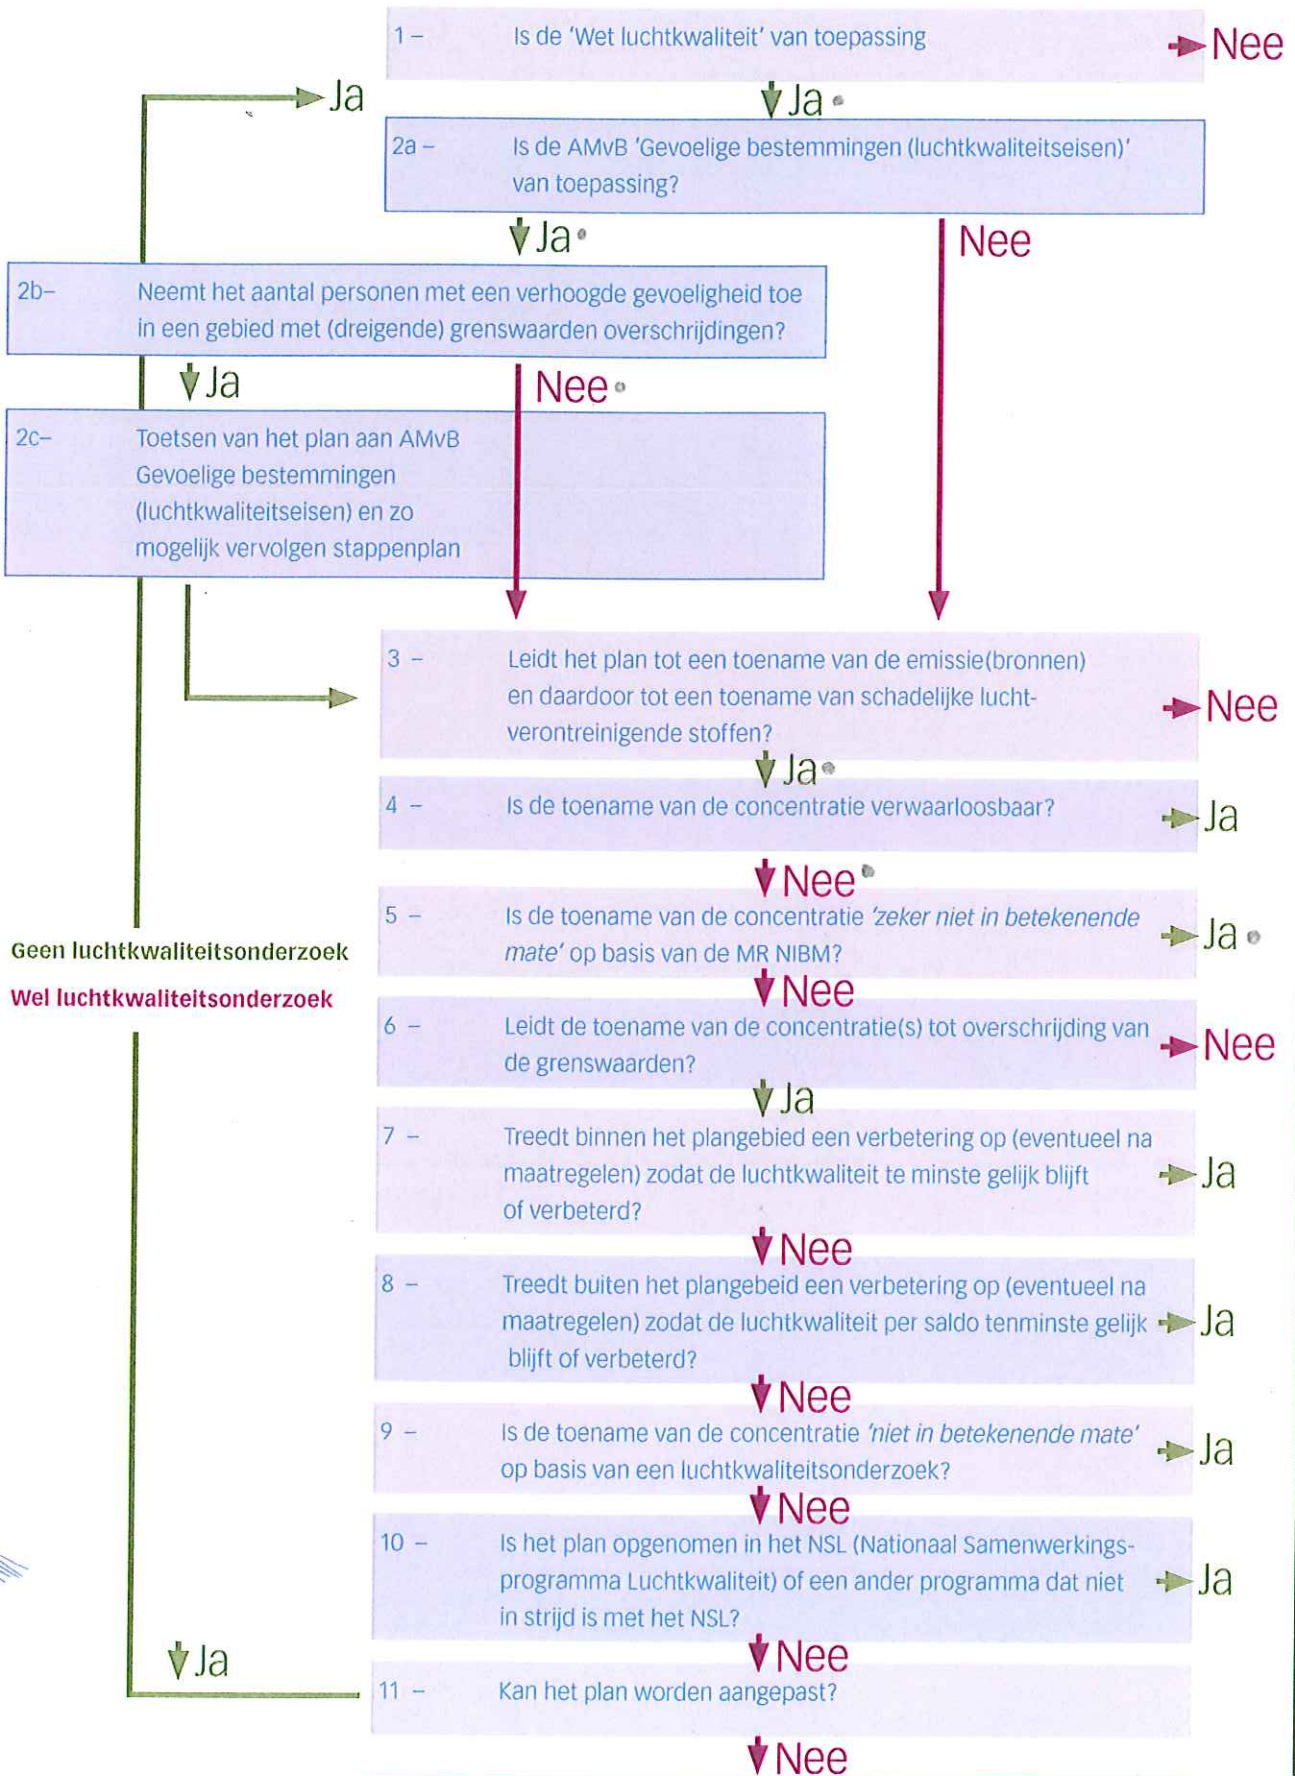 1 – Is de 'Wet luchtkwaliteit' van toepassing
Nee
Ja
Ja
2a – Is de AMvB 'Gevoelige bestemmingen (luchtkwaliteitseisen)'
van toepassing?
Ja
Nee
2b– Neemt het aantal personen met een verhoogde gevoeligheid toe
in een gebied met (dreigende) grenswaarden overschrijdingen?
Ja
Nee
2c– Toetsen van het plan aan AMvB
Gevoelige bestemmingen
(luchtkwaliteitseisen) en zo
mogelijk vervolgen stappenplan
3 – Leidt het plan tot een toename van de emissie(bronnen)
en daardoor tot een toename van schadelijke lucht-
verontreinigende stoffen?
Nee
Ja
4 – Is de toename van de concentratie verwaarloosbaar?
Ja
Nee
5 – Is de toename van de concentratie 'zeker niet in betekenende
mate' op basis van de MR NIBM?
Ja
Geen luchtkwaliteitsonderzoek
Wel luchtkwaliteitsonderzoek
Nee
6 – Leidt de toename van de concentratie(s) tot overschrijding van
de grenswaarden?
Nee
Ja
7 – Treedt binnen het plangebied een verbetering op (eventueel na
maatregelen) zodat de luchtkwaliteit te minste gelijk blijft
of verbeterd?
Ja
Nee
8 – Treedt buiten het plangebeid een verbetering op (eventueel na
maatregelen) zodat de luchtkwaliteit per saldo tenminste gelijk
blijft of verbeterd?
Ja
Nee
9 – Is de toename van de concentratie 'niet in betekenende mate'
op basis van een luchtkwaliteitsonderzoek?
Ja
Nee
10 – Is het plan opgenomen in het NSL (Nationaal Samenwerkings-
programma Luchtkwaliteit) of een ander programma dat niet
in strijd is met het NSL?
Ja
Nee
Ja
11 – Kan het plan worden aangepast?
Nee